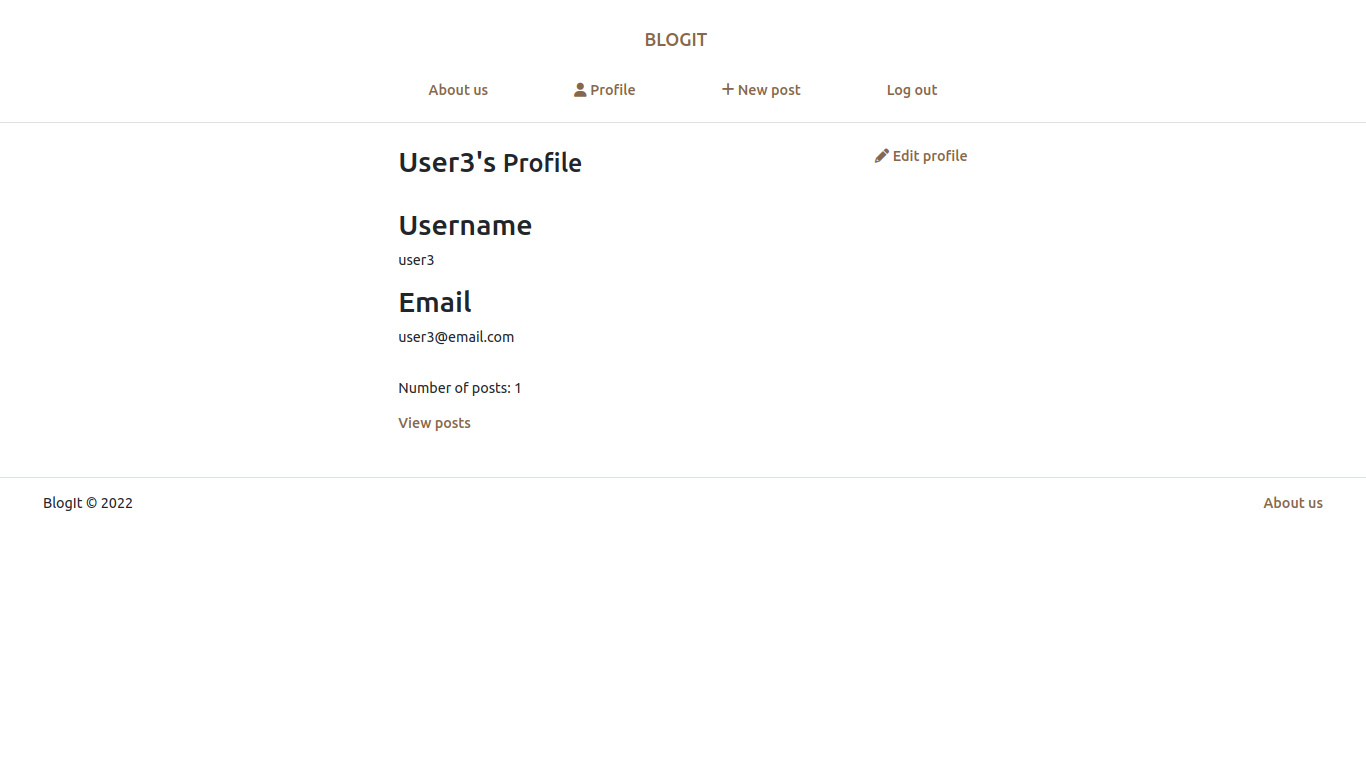 BLOGIT
About us Profile New post Log out
User3's Profile
Edit profile
Username
user3
Email
user3@email.com
Number of posts: 1
View posts
BlogIt © 2022
About us